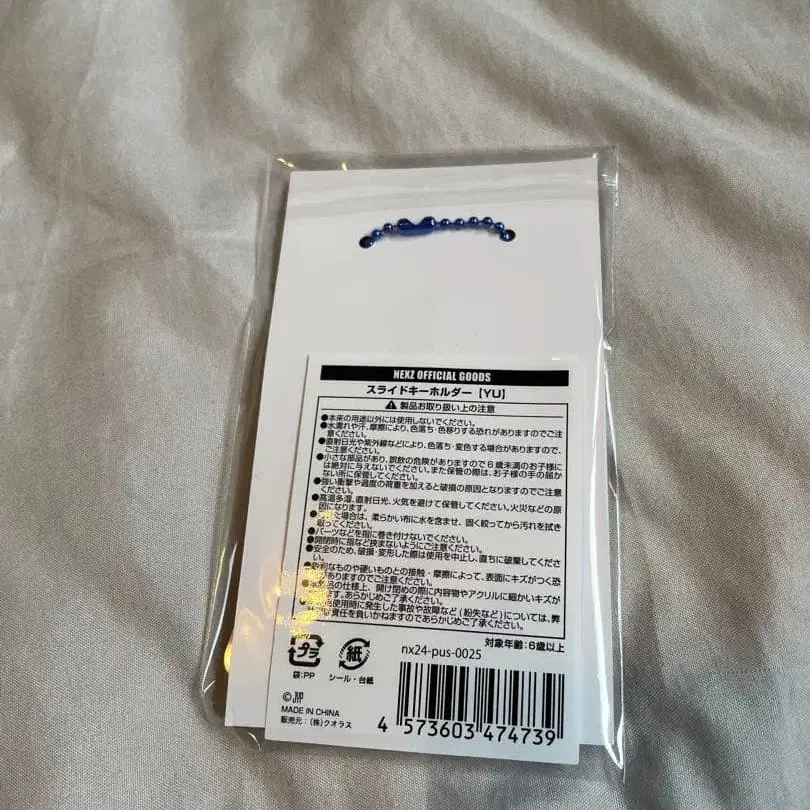 NEXZ OFFICIAL GOODS
スライドキーホルダー [YU]
⚠ 製品お取り扱い上の注意
●本来の用途以外には使用しないでください。
●水濡れや汗、摩擦により、色落ち・色移りする恐れがありますのでご注
意ください。
●直射日光や紫外線などにより、色落ち・変色する場合がありますので、
ご注意ください。
●小さな部品があり、誤飲の危険がありますので6歳未満のお子様に
は絶対に与えないでください。また保管の際は、お子様の手の届か
ない所に保管してください。
●強い衝撃や過度の荷重を加えると破損の原因となりますのでご注意
ください。
●高温多湿、直射日光、火気を避けて保管してください。火災などの原
因になります。
た場合は、柔らかい布に水を含ませ、固く絞ってから汚れを拭き
取ってください。
●パーツなどを指に巻き付けないでください。
●開閉時に指など挟まないようにご注意ください。
●安全のため、破損・変形した際は使用を中止し、直ちに破棄してくださ
い。
なものや硬いものとの接触・摩擦によって、表面にキズがつく恐
がありますのでご注意ください。
品の仕様上、開け閉めの際に内容物やアクリルに細かいキズが
ます。あらかじめご了承ください。
使用時に発生した事故や故障など(紛失など)については、弊
責任を負いかねますのであらかじめご了承ください。
対象年齢:6歳以上
プラ
袋:PP
紙
シール・台紙
nx24-pus-0025
©JYP
MADE IN CHINA
販売元:(株)クオラス
4 573603 474739